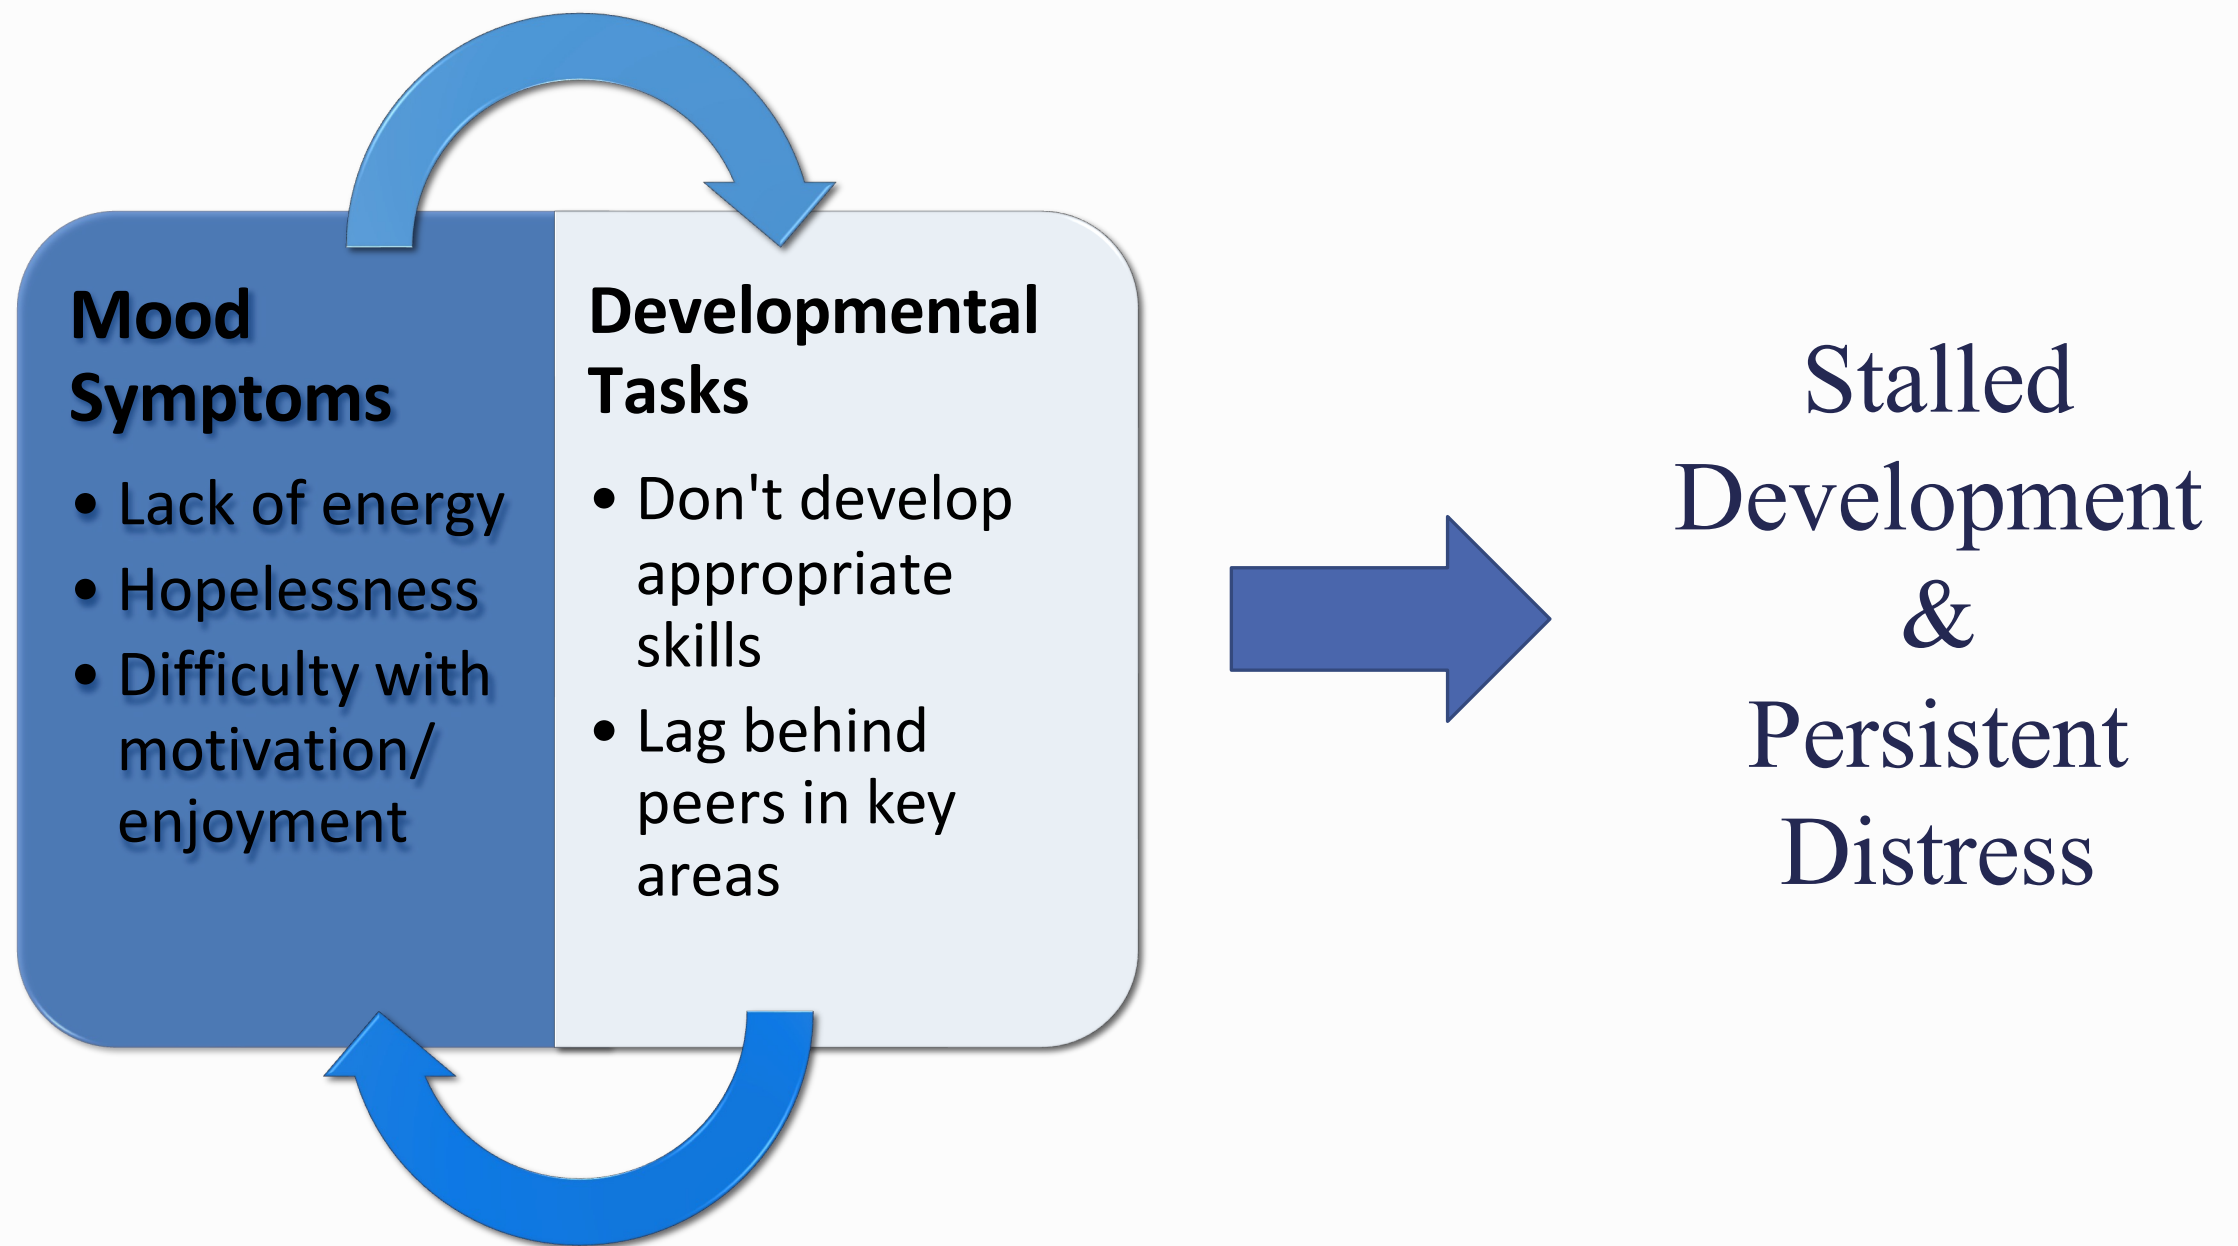 Mood
Symptoms
• Lack of energy
• Hopelessness
• Difficulty with
motivation/
enjoyment
Developmental
Tasks
• Don't develop
appropriate
skills
• Lag behind
peers in key
areas
Stalled
Development
&
Persistent
Distress